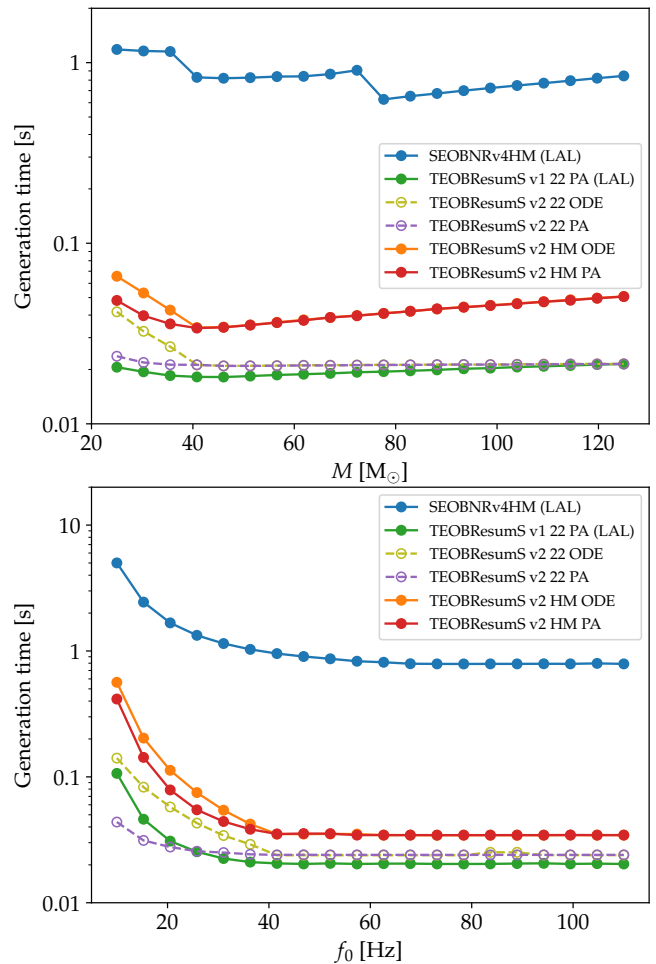 1
0.1
0.01
Generation time [s]
SEOBNRv4HM (LAL)
TEOBResumS v1 22 PA (LAL)
TEOBResumS v2 22 ODE
TEOBResumS v2 22 PA
TEOBResumS v2 HM ODE
TEOBResumS v2 HM PA
20 40 60 80 100 120
M [M☉]
10
1
0.1
0.01
Generation time [s]
SEOBNRv4HM (LAL)
TEOBResumS v1 22 PA (LAL)
TEOBResumS v2 22 ODE
TEOBResumS v2 22 PA
TEOBResumS v2 HM ODE
TEOBResumS v2 HM PA
20 40 60 80 100
f₀ [Hz]